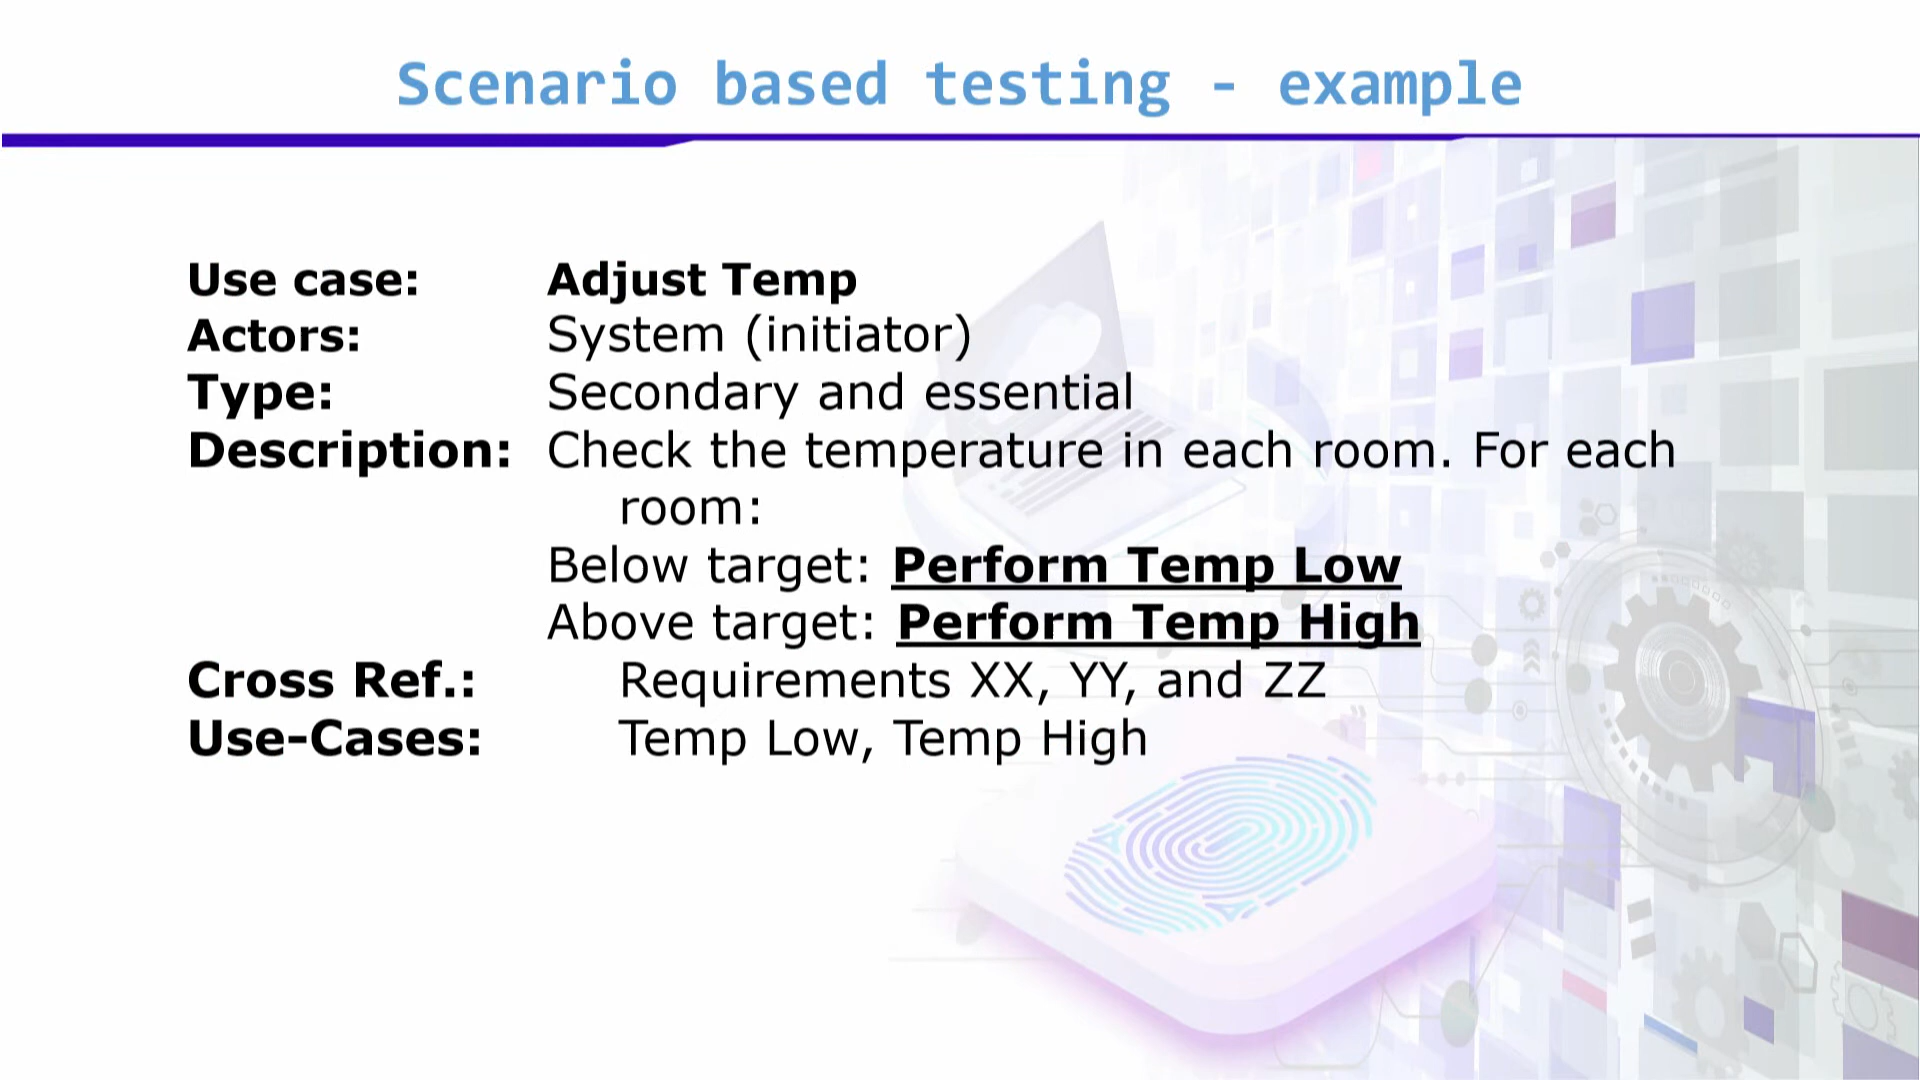 Scenario based testing - example
Use case: Adjust Temp
Actors: System (initiator)
Type: Secondary and essential
Description: Check the temperature in each room. For each
room:
Below target: Perform Temp Low
Above target: Perform Temp High
Cross Ref.: Requirements XX, YY, and ZZ
Use-Cases: Temp Low, Temp High